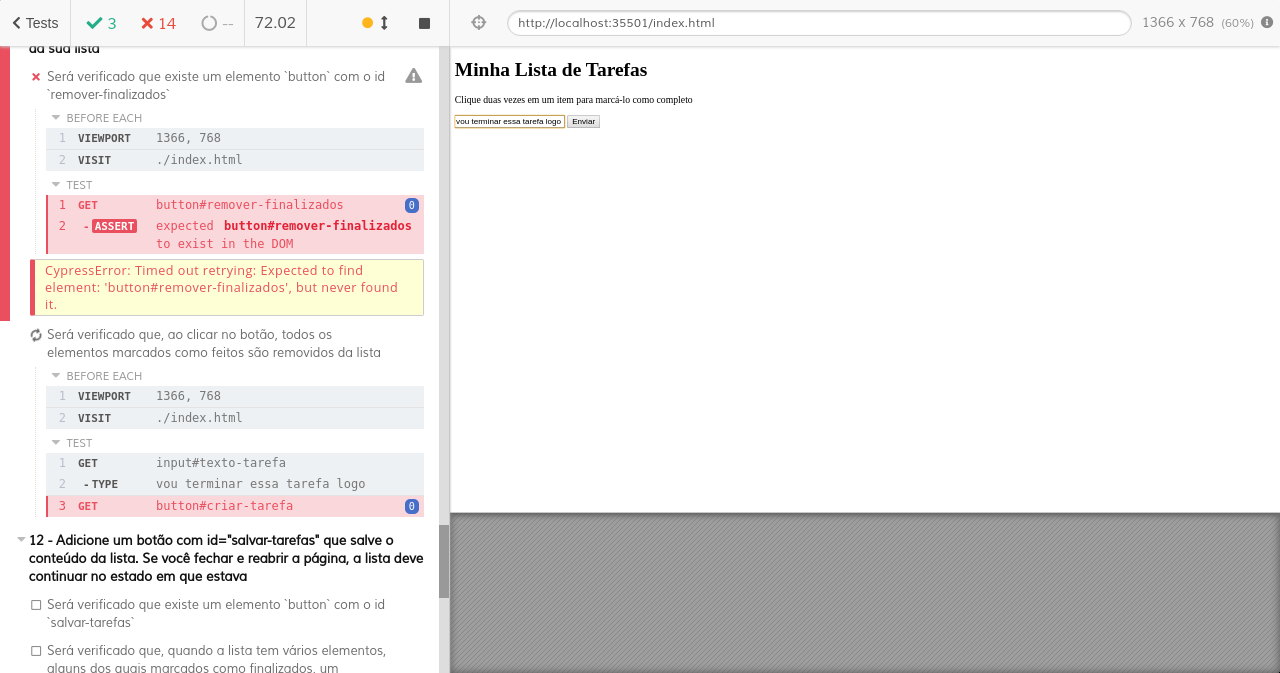 Tests
3
14
--
72.02
http://localhost:35501/index.html
1366 x 768 (60%)
da sua lista
Será verificado que existe um elemento `button` com o id
`remover-finalizados`
BEFORE EACH
1 VIEWPORT 1366, 768
2 VISIT ./index.html
TEST
1 GET button#remover-finalizados 0
2 - ASSERT expected button#remover-finalizados
to exist in the DOM
CypressError: Timed out retrying: Expected to find
element: 'button#remover-finalizados', but never found
it.
Será verificado que, ao clicar no botão, todos os
elementos marcados como feitos são removidos da lista
BEFORE EACH
1 VIEWPORT 1366, 768
2 VISIT ./index.html
TEST
1 GET input#texto-tarefa
2 - TYPE vou terminar essa tarefa logo
3 GET button#criar-tarefa 0
12 - Adicione um botão com id="salvar-tarefas" que salve o
conteúdo da lista. Se você fechar e reabrir a página, a lista deve
continuar no estado em que estava
Será verificado que existe um elemento `button` com o id
`salvar-tarefas`
Será verificado que, quando a lista tem vários elementos,
alguns dos quais marcados como finalizados, um
Minha Lista de Tarefas
Clique duas vezes em um item para marcá-lo como completo
vou terminar essa tarefa logo Enviar